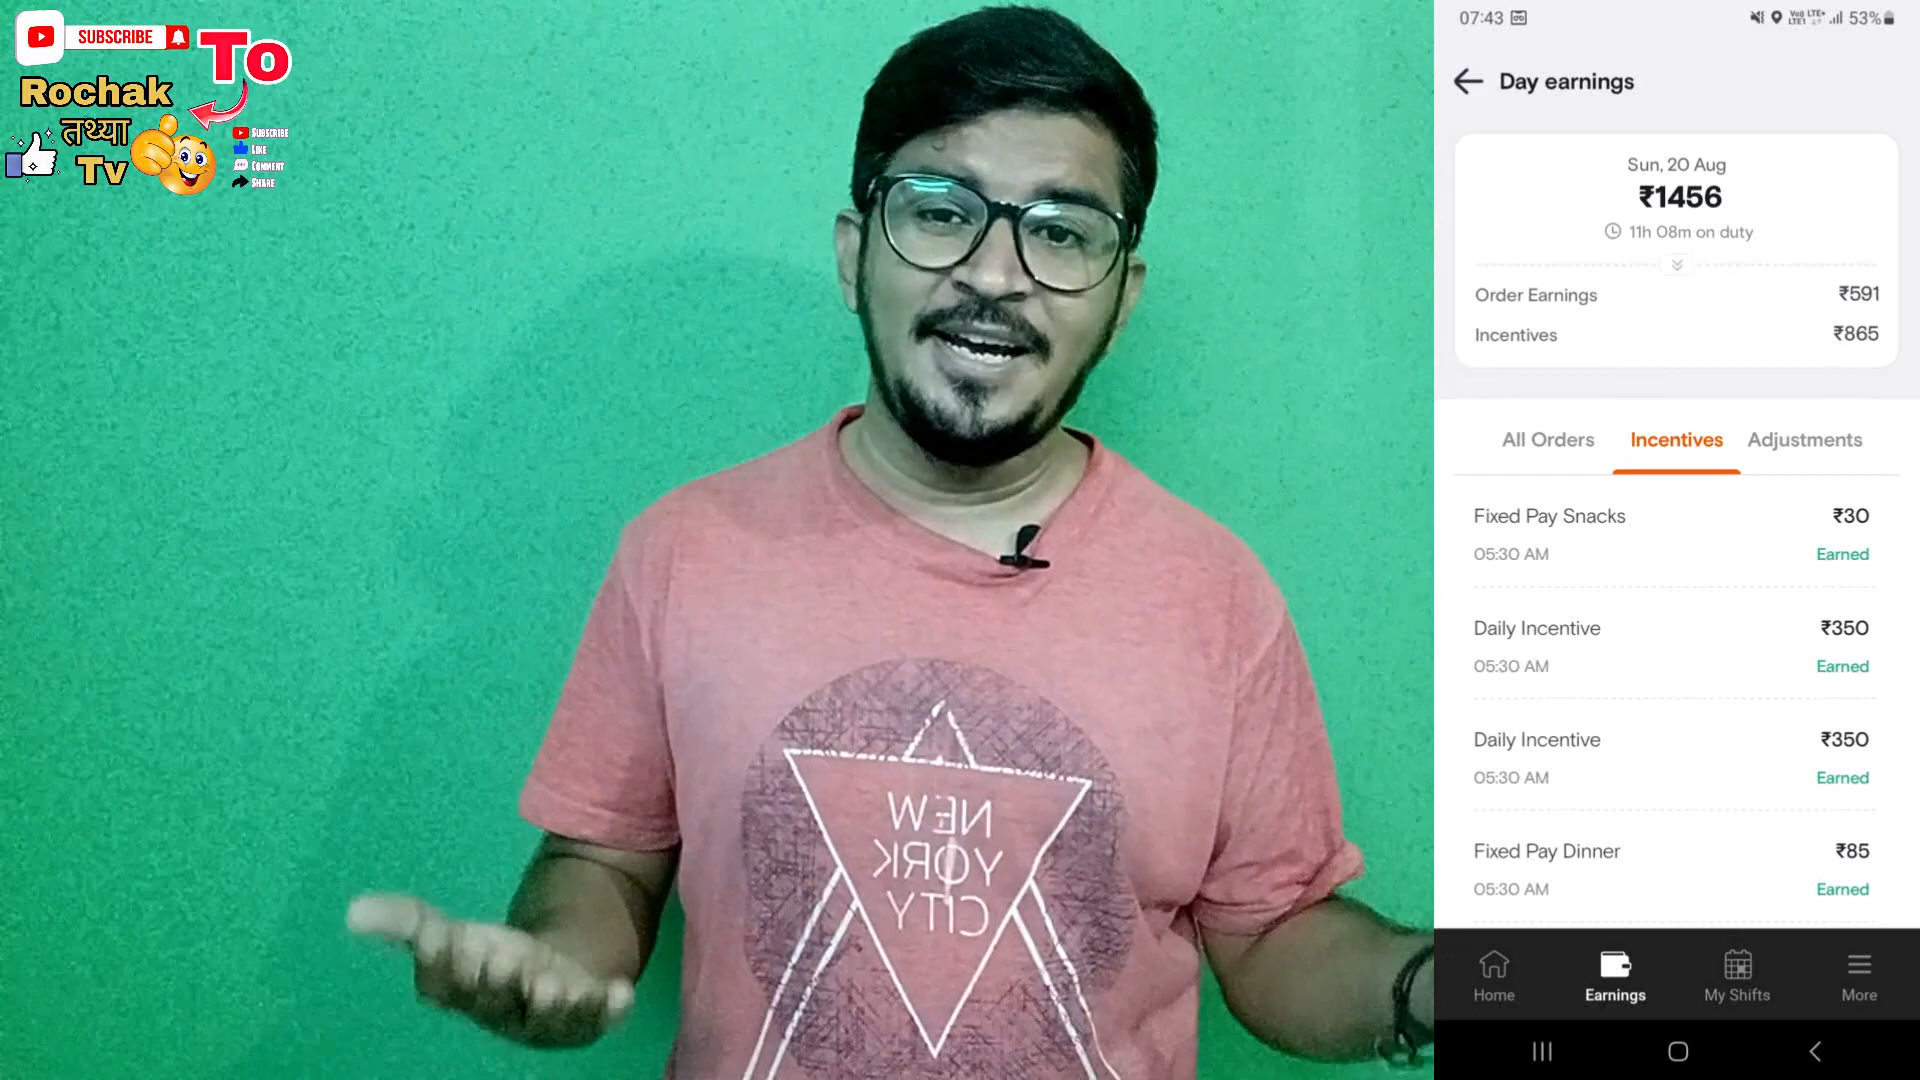 SUBSCRIBE
To
Rochak
तथ्या
Tv
SUBSCRIBE
LIKE
COMMENT
SHARE
NEW
YORK
CITY
07:43
Vo) LTE+
LTE1
53%
Day earnings
Sun, 20 Aug
₹1456
11h 08m on duty
Order Earnings ₹591
Incentives ₹865
All Orders Incentives Adjustments
Fixed Pay Snacks ₹30
05:30 AM Earned
Daily Incentive ₹350
05:30 AM Earned
Daily Incentive ₹350
05:30 AM Earned
Fixed Pay Dinner ₹85
05:30 AM Earned
Home Earnings My Shifts More